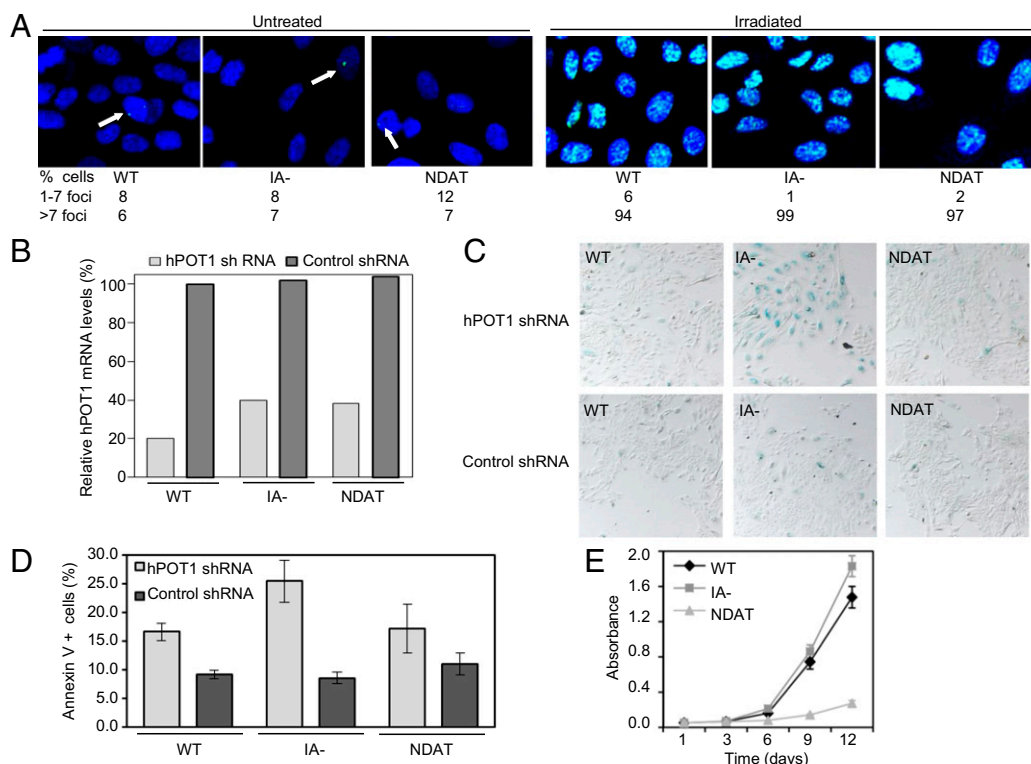 A
Untreated
Irradiated
% cells WT IA- NDAT WT IA- NDAT
1-7 foci 8 8 12 6 1 2
>7 foci 6 7 7 94 99 97
B
hPOT1 sh RNA Control shRNA
Relative hPOT1 mRNA levels (%)
100
80
60
40
20
0
WT IA- NDAT
C
WT IA- NDAT
hPOT1 shRNA
WT IA- NDAT
Control shRNA
D
hPOT1 shRNA
Control shRNA
Annexin V + cells (%)
30.0
25.0
20.0
15.0
10.0
5.0
0.0
WT IA- NDAT
E
WT
IA-
NDAT
Absorbance
2.0
1.6
1.2
0.8
0.4
0.0
1 3 6 9 12
Time (days)